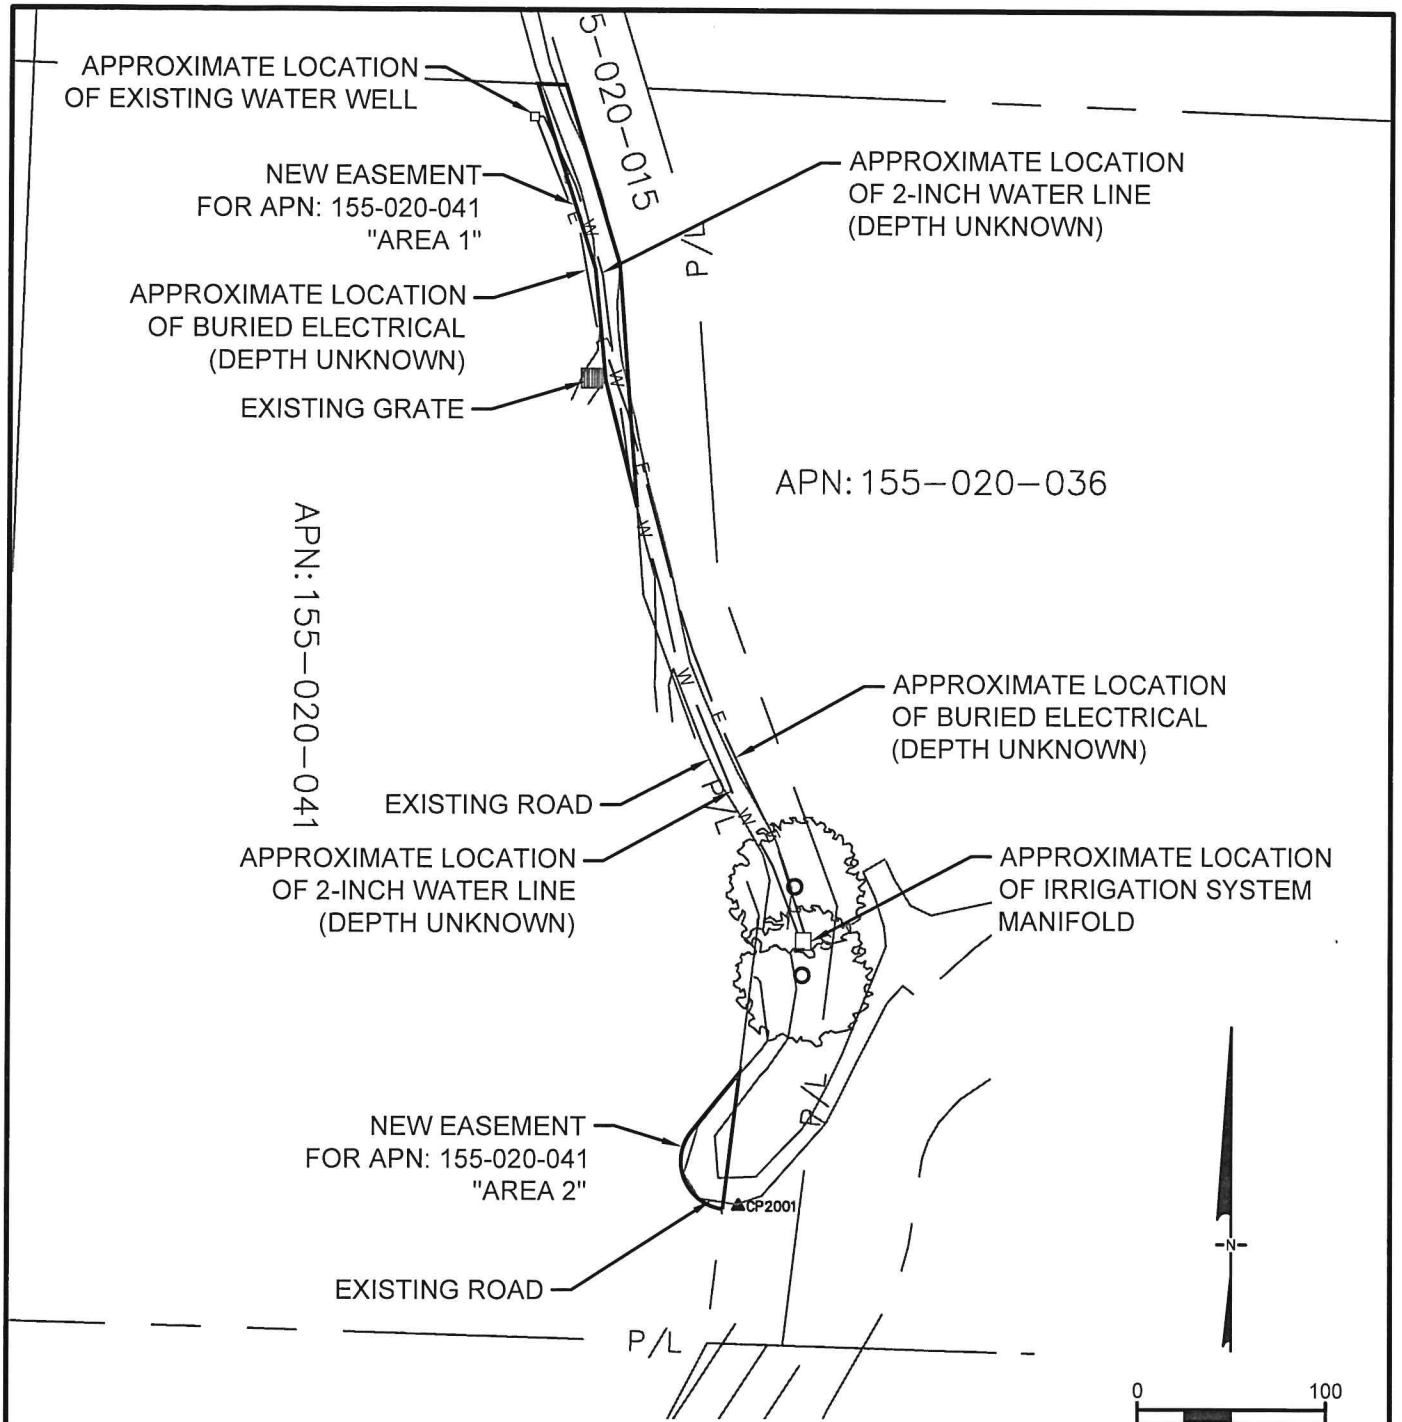 APPROXIMATE LOCATION
OF EXISTING WATER WELL
5-020-015
NEW EASEMENT
FOR APN: 155-020-041
"AREA 1"
APPROXIMATE LOCATION
OF 2-INCH WATER LINE
(DEPTH UNKNOWN)
P/L
E
W
APPROXIMATE LOCATION
OF BURIED ELECTRICAL
(DEPTH UNKNOWN)
EXISTING GRATE
W
E
W
APN: 155-020-036
APN: 155-020-041
W
E
APPROXIMATE LOCATION
OF BURIED ELECTRICAL
(DEPTH UNKNOWN)
EXISTING ROAD
P/L
W
E
APPROXIMATE LOCATION
OF 2-INCH WATER LINE
(DEPTH UNKNOWN)
APPROXIMATE LOCATION
OF IRRIGATION SYSTEM
MANIFOLD
P/L
NEW EASEMENT
FOR APN: 155-020-041
"AREA 2"
CP2001
EXISTING ROAD
N
P/L
0 100